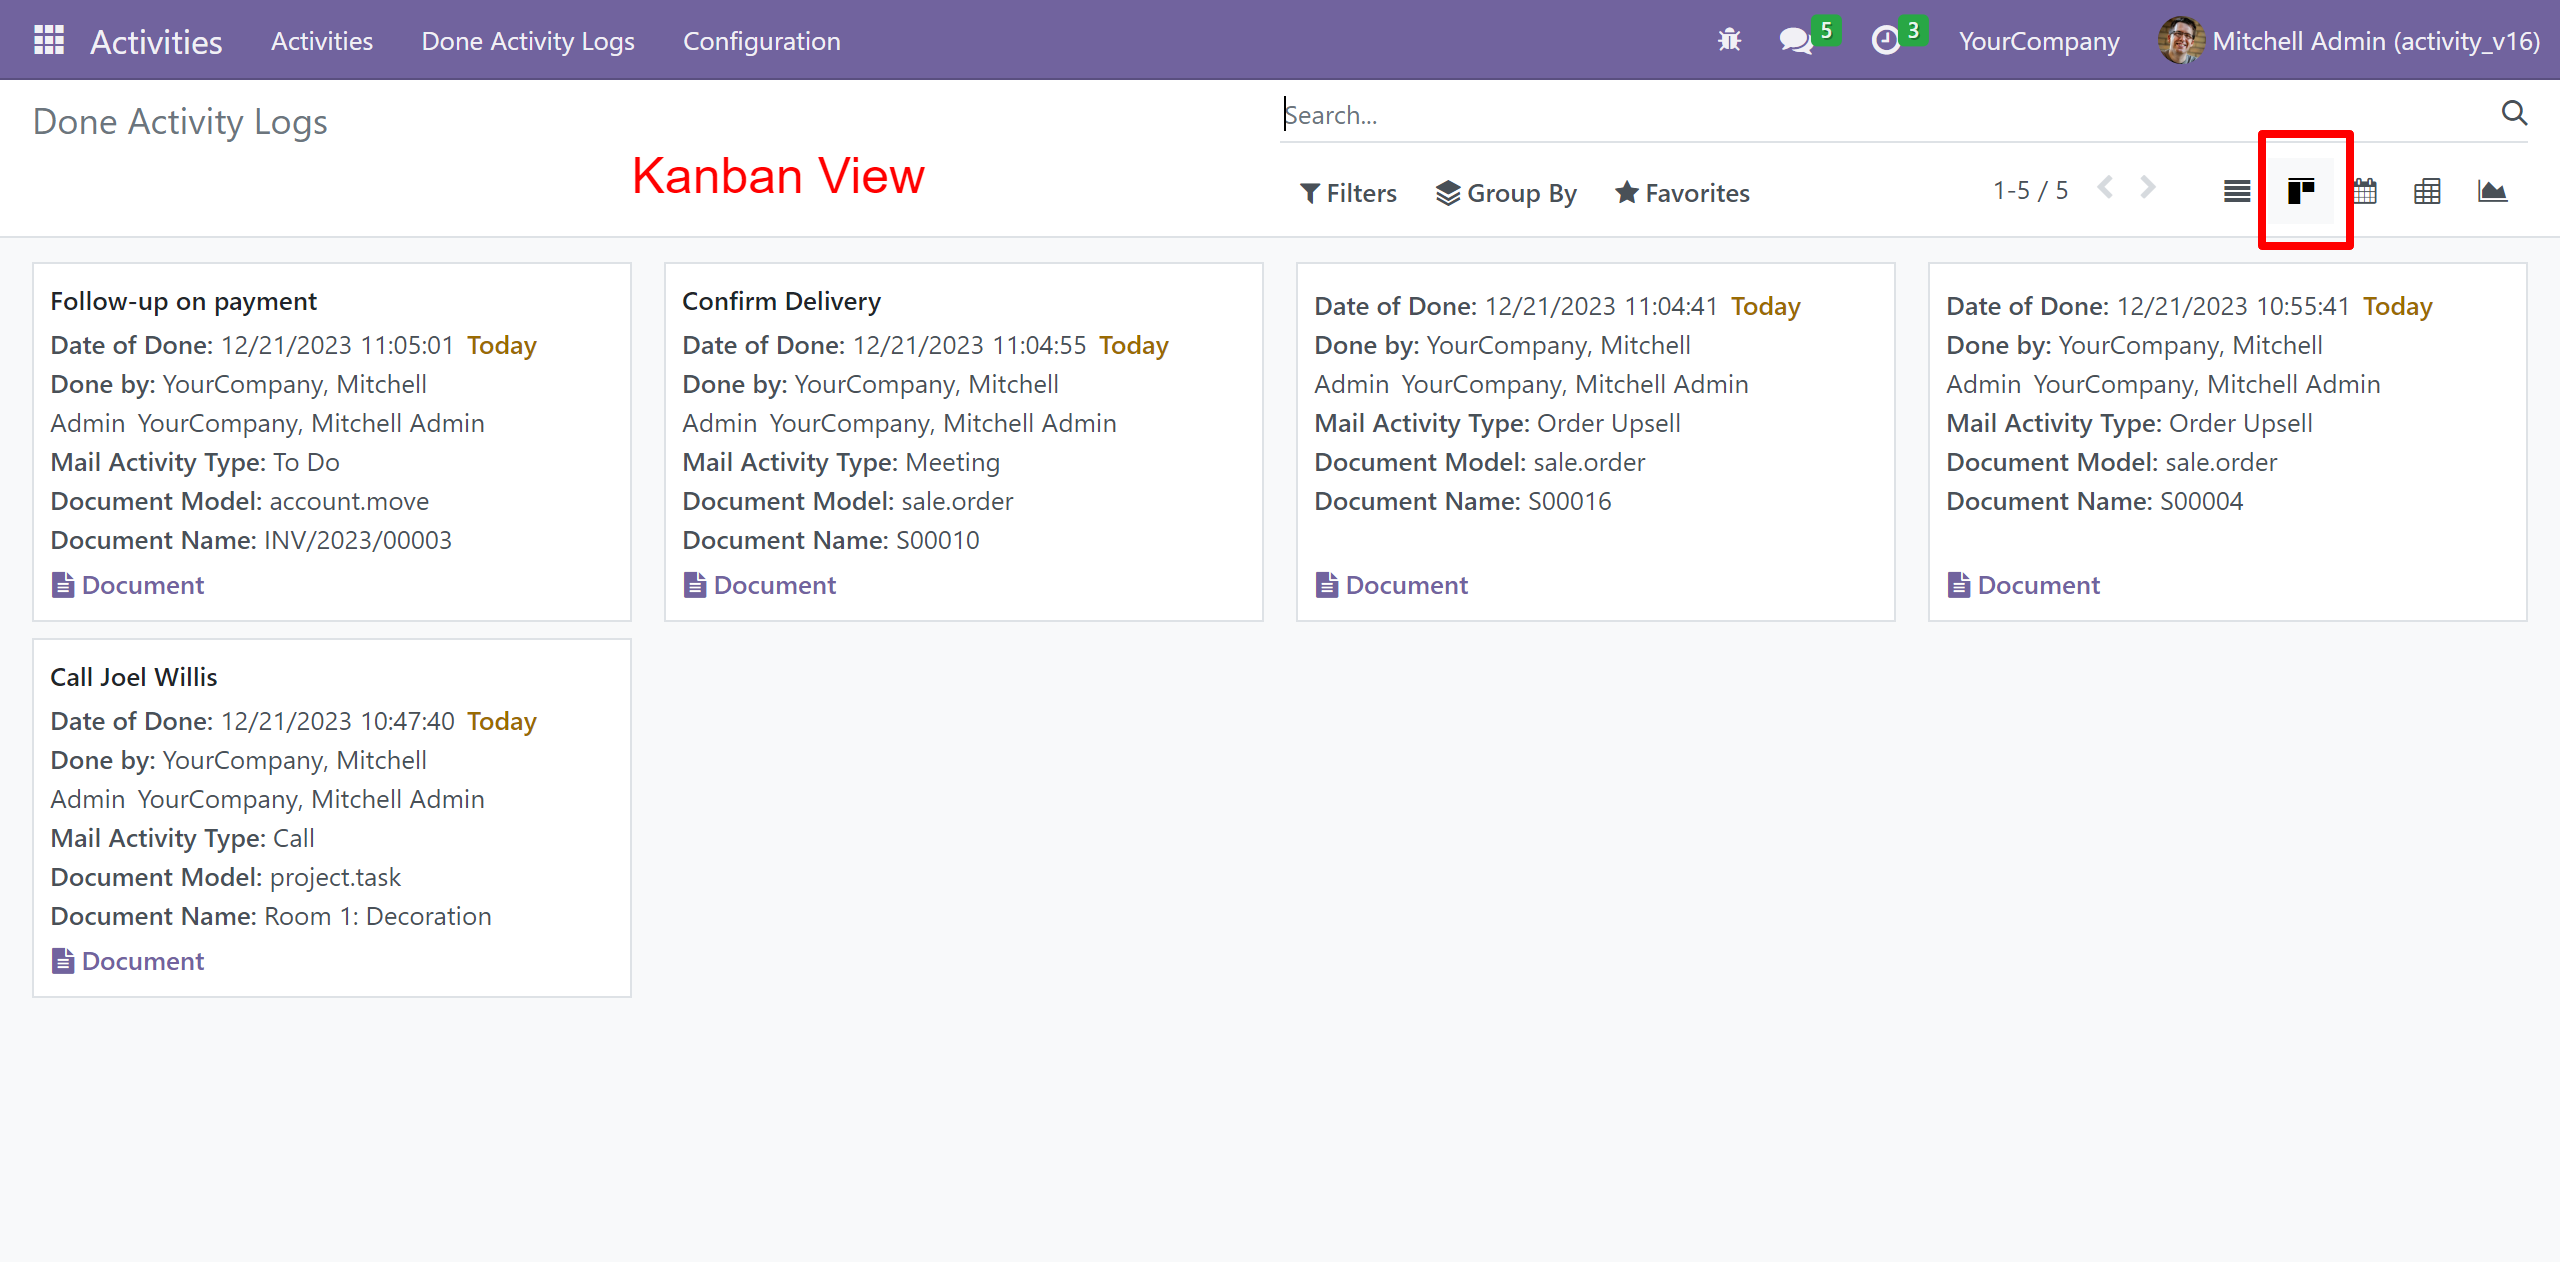 Activities Activities Done Activity Logs Configuration 5 3 YourCompany Mitchell Admin (activity_v16)
Done Activity Logs
Search...
Kanban View
Filters Group By Favorites 1-5 / 5
Follow-up on payment
Date of Done: 12/21/2023 11:05:01 Today
Done by: YourCompany, Mitchell
Admin YourCompany, Mitchell Admin
Mail Activity Type: To Do
Document Model: account.move
Document Name: INV/2023/00003
Document
Confirm Delivery
Date of Done: 12/21/2023 11:04:55 Today
Done by: YourCompany, Mitchell
Admin YourCompany, Mitchell Admin
Mail Activity Type: Meeting
Document Model: sale.order
Document Name: S00010
Document
Date of Done: 12/21/2023 11:04:41 Today
Done by: YourCompany, Mitchell
Admin YourCompany, Mitchell Admin
Mail Activity Type: Order Upsell
Document Model: sale.order
Document Name: S00016
Document
Date of Done: 12/21/2023 10:55:41 Today
Done by: YourCompany, Mitchell
Admin YourCompany, Mitchell Admin
Mail Activity Type: Order Upsell
Document Model: sale.order
Document Name: S00004
Document
Call Joel Willis
Date of Done: 12/21/2023 10:47:40 Today
Done by: YourCompany, Mitchell
Admin YourCompany, Mitchell Admin
Mail Activity Type: Call
Document Model: project.task
Document Name: Room 1: Decoration
Document